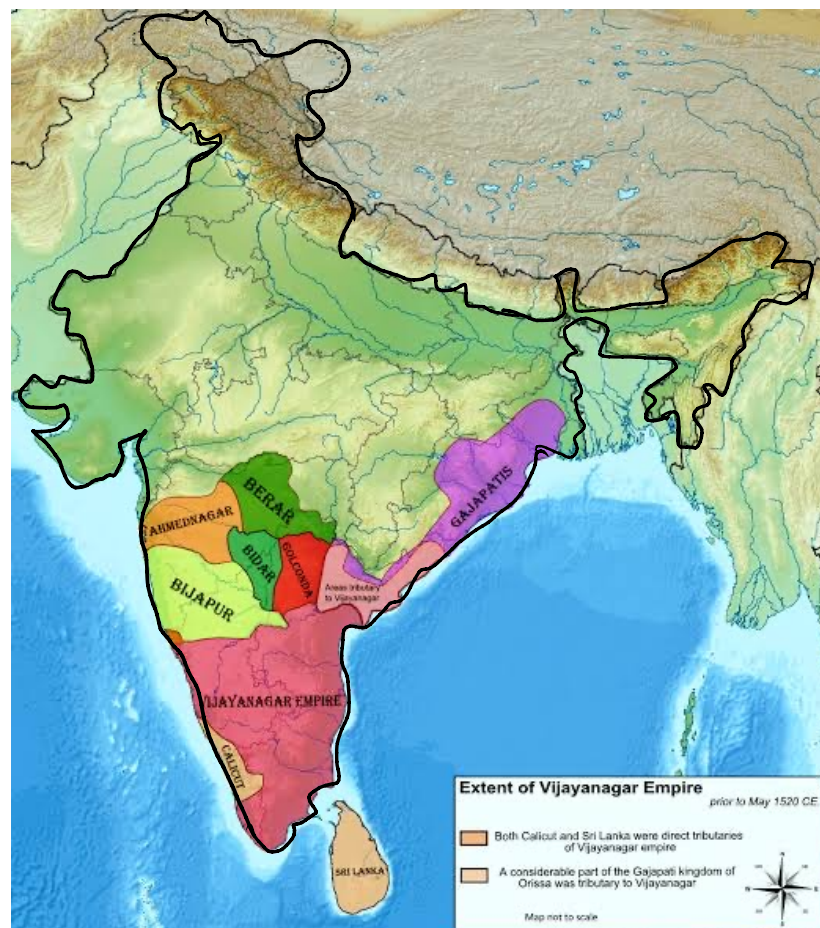 BERAR
AHMEDNAGAR
BIDAR
GOLCONDA
GAJAPATIS
BIJAPUR
Areas tributary
to Vijayanagar
VIJAYANAGAR EMPIRE
CALICUT
SRI LANKA
Extent of Vijayanagar Empire
prior to May 1520 CE.
Both Calicut and Sri Lanka were direct tributaries
of Vijayanagar empire
A considerable part of the Gajapati kingdom of
Orissa was tributary to Vijayanagar
Map not to scale
N
W
E
S